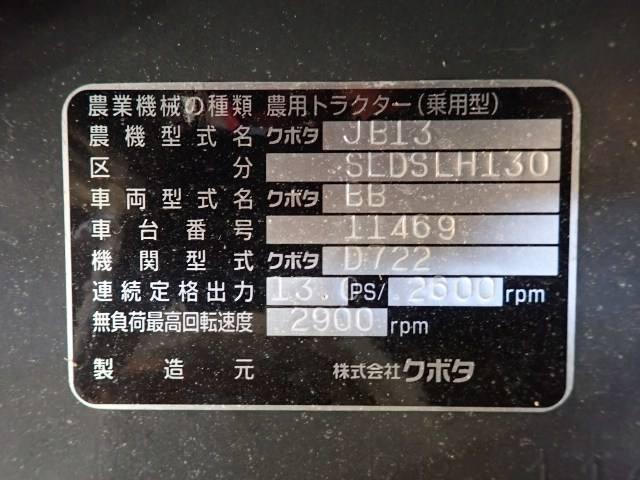 農業機械の種類 農用トラクター(乗用型)
農機型式名 クボタ JB13
区分 SLDSLH130
車両型式名 クボタ BB
車台番号 11469
機関型式 クボタ D722
連続定格出力 13.0 PS/ 2600 rpm
無負荷最高回転速度 2900 rpm
製造元 株式会社クボタ